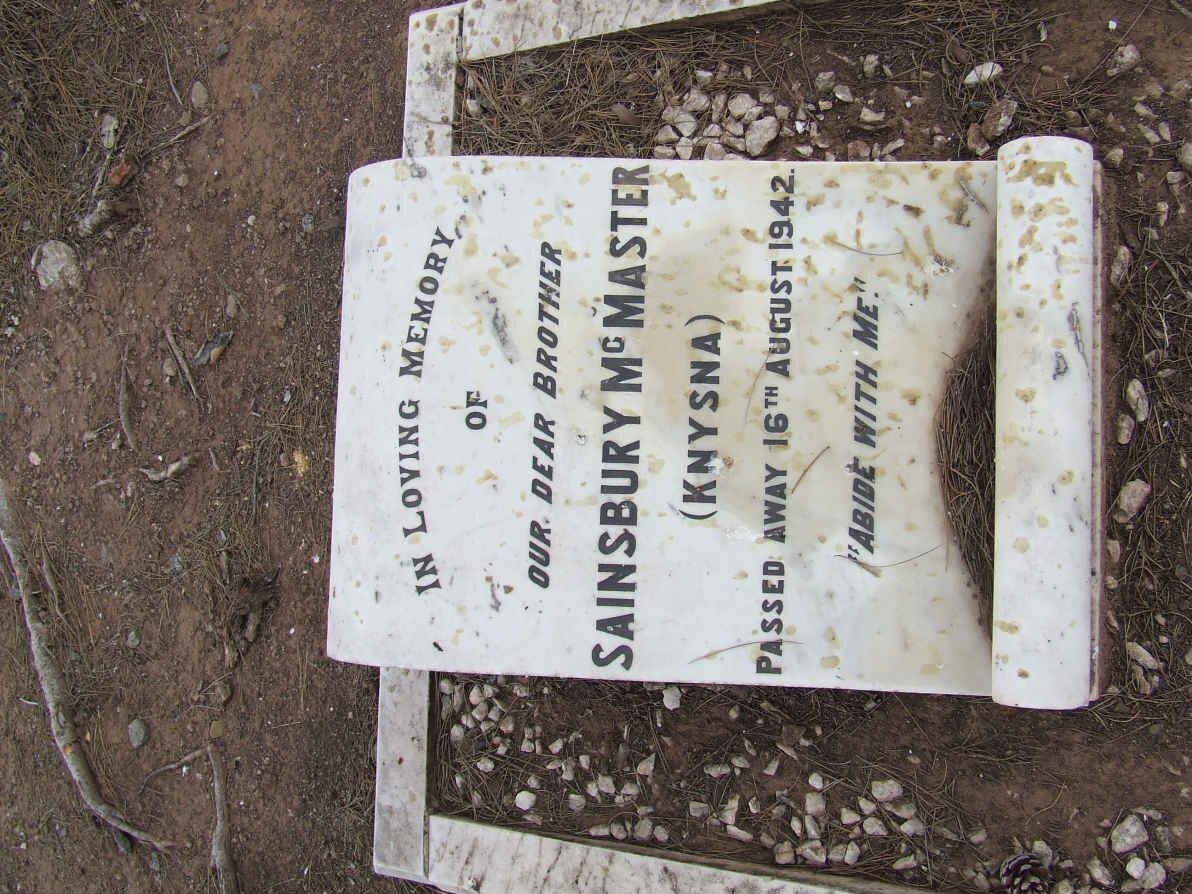 IN LOVING MEMORY
OF
OUR DEAR BROTHER
SAINSBURY McMASTER
(KNYSNA)
PASSED AWAY 16TH AUGUST 1942.
"ABIDE WITH ME."